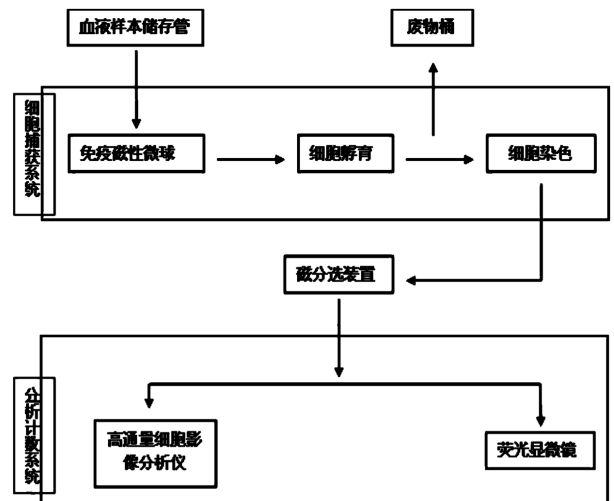 血液样本储存管
废物桶
细胞捕获系统
免疫磁性微球
细胞孵育
细胞染色
磁分选装置
分析计数系统
高通量细胞影
像分析仪
荧光显微镜